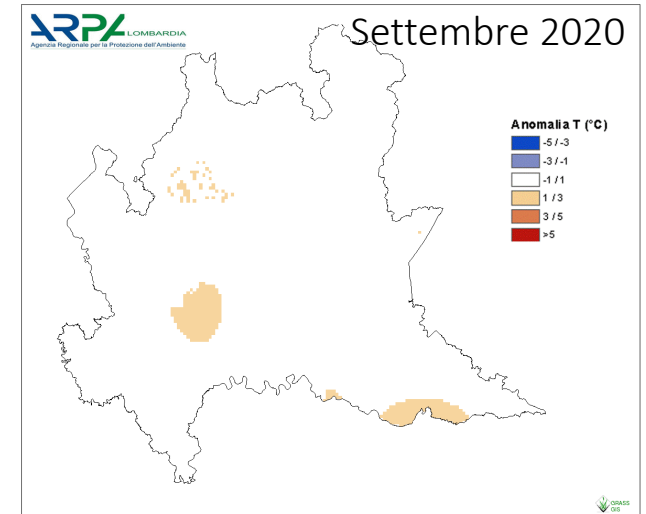 ARPA LOMBARDIA
Agenzia Regionale per la Protezione dell'Ambiente
Settembre 2020
Anomalia T (°C)
-5 / -3
-3 / -1
-1 / 1
1 / 3
3 / 5
>5
GRASS
GIS